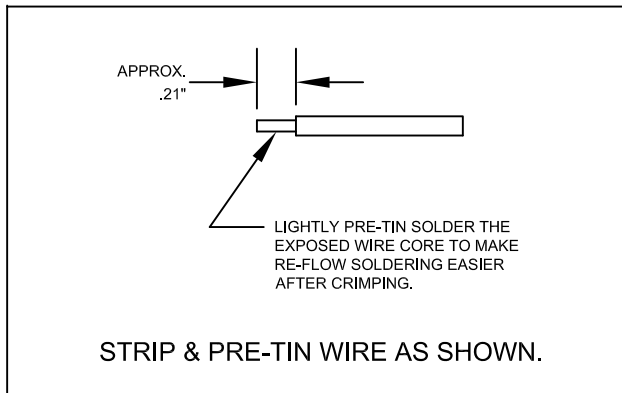 APPROX.
.21"
LIGHTLY PRE-TIN SOLDER THE
EXPOSED WIRE CORE TO MAKE
RE-FLOW SOLDERING EASIER
AFTER CRIMPING.
STRIP & PRE-TIN WIRE AS SHOWN.